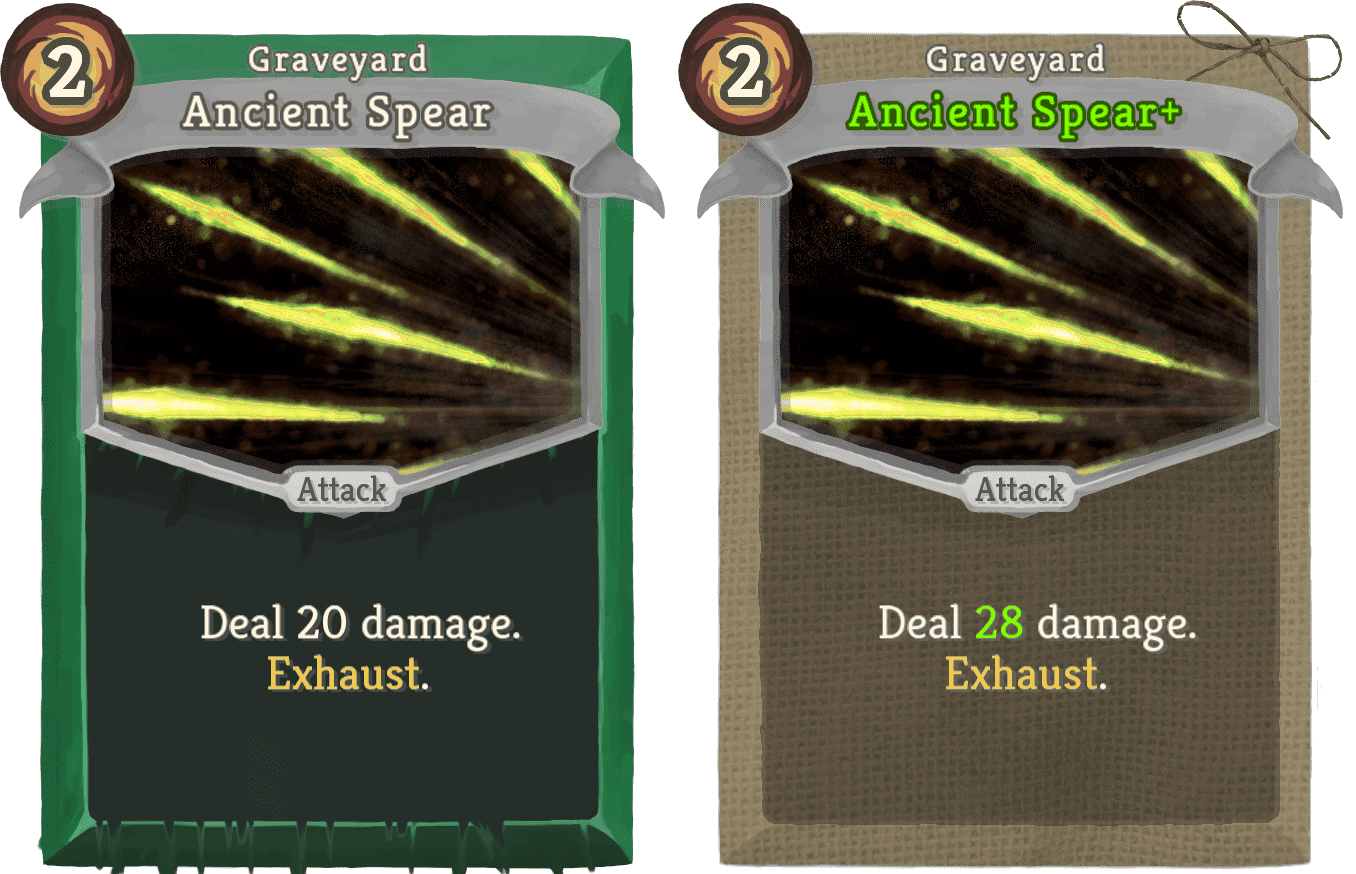 2
Graveyard
Ancient Spear
Attack
Deal 20 damage.
Exhaust.
2
Graveyard
Ancient Spear+
Attack
Deal 28 damage.
Exhaust.